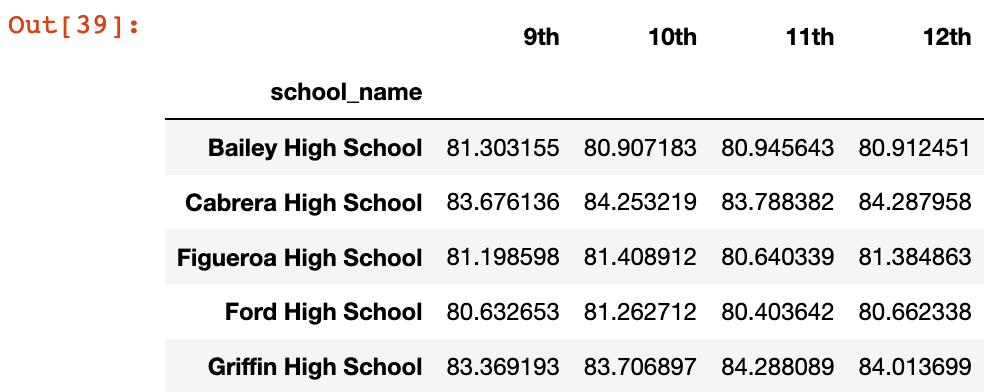 Out[39]:
9th 10th 11th 12th
school_name
Bailey High School 81.303155 80.907183 80.945643 80.912451
Cabrera High School 83.676136 84.253219 83.788382 84.287958
Figueroa High School 81.198598 81.408912 80.640339 81.384863
Ford High School 80.632653 81.262712 80.403642 80.662338
Griffin High School 83.369193 83.706897 84.288089 84.013699